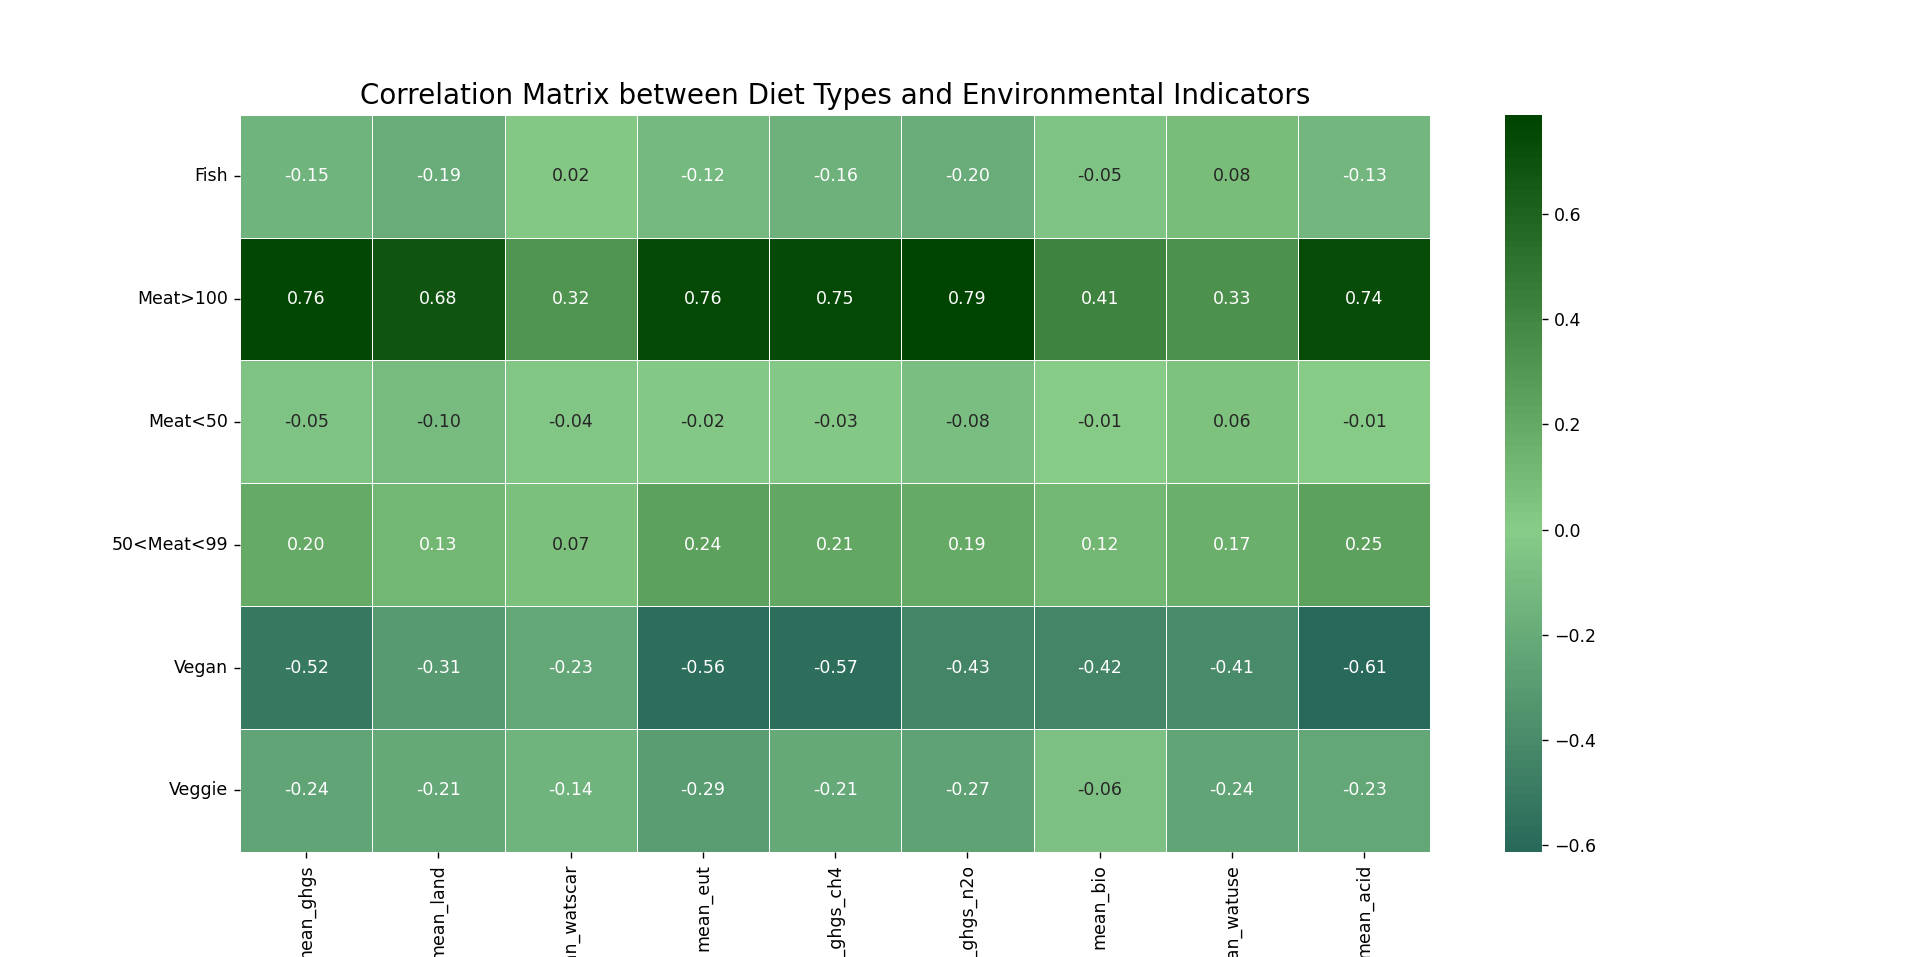 Correlation Matrix between Diet Types and Environmental Indicators
Fish -0.15 -0.19 0.02 -0.12 -0.16 -0.20 -0.05 0.08 -0.13
Meat>100 0.76 0.68 0.32 0.76 0.75 0.79 0.41 0.33 0.74
Meat<50 -0.05 -0.10 -0.04 -0.02 -0.03 -0.08 -0.01 0.06 -0.01
50<Meat<99 0.20 0.13 0.07 0.24 0.21 0.19 0.12 0.17 0.25
Vegan -0.52 -0.31 -0.23 -0.56 -0.57 -0.43 -0.42 -0.41 -0.61
Veggie -0.24 -0.21 -0.14 -0.29 -0.21 -0.27 -0.06 -0.24 -0.23
mean_ghgs
mean_land
an_watscar
mean_eut
_ghgs_ch4
_ghgs_n2o
mean_bio
an_watuse
mean_acid
0.6
0.4
0.2
0.0
−0.2
−0.4
−0.6